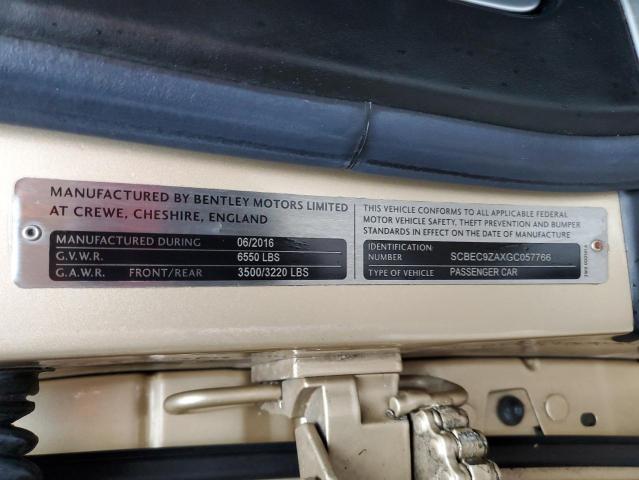 MANUFACTURED BY BENTLEY MOTORS LIMITED
AT CREWE, CHESHIRE, ENGLAND
MANUFACTURED DURING 06/2016
G.V.W.R. 6550 LBS
G.A.W.R. FRONT/REAR 3500/3220 LBS
THIS VEHICLE CONFORMS TO ALL APPLICABLE FEDERAL
MOTOR VEHICLE SAFETY, THEFT PREVENTION AND BUMPER
STANDARDS IN EFFECT ON THE DATE OF MANUFACTURE
IDENTIFICATION
NUMBER SCBEC9ZAXGC057766
TYPE OF VEHICLE PASSENGER CAR